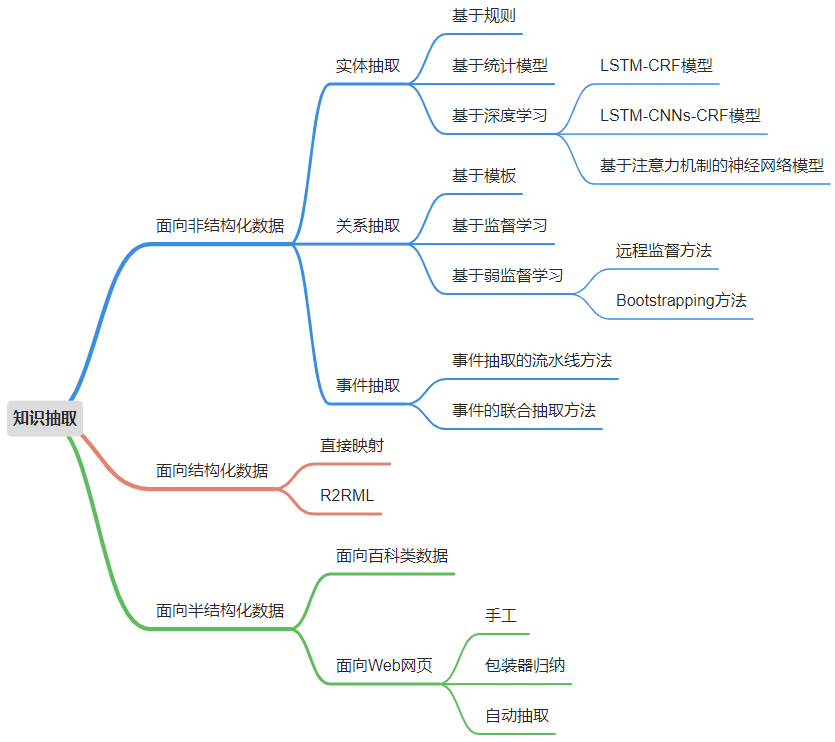 知识抽取
面向非结构化数据
实体抽取
基于规则
基于统计模型
基于深度学习
LSTM-CRF模型
LSTM-CNNs-CRF模型
基于注意力机制的神经网络模型
关系抽取
基于模板
基于监督学习
基于弱监督学习
远程监督方法
Bootstrapping方法
事件抽取
事件抽取的流水线方法
事件的联合抽取方法
面向结构化数据
直接映射
R2RML
面向半结构化数据
面向百科类数据
面向Web网页
手工
包装器归纳
自动抽取